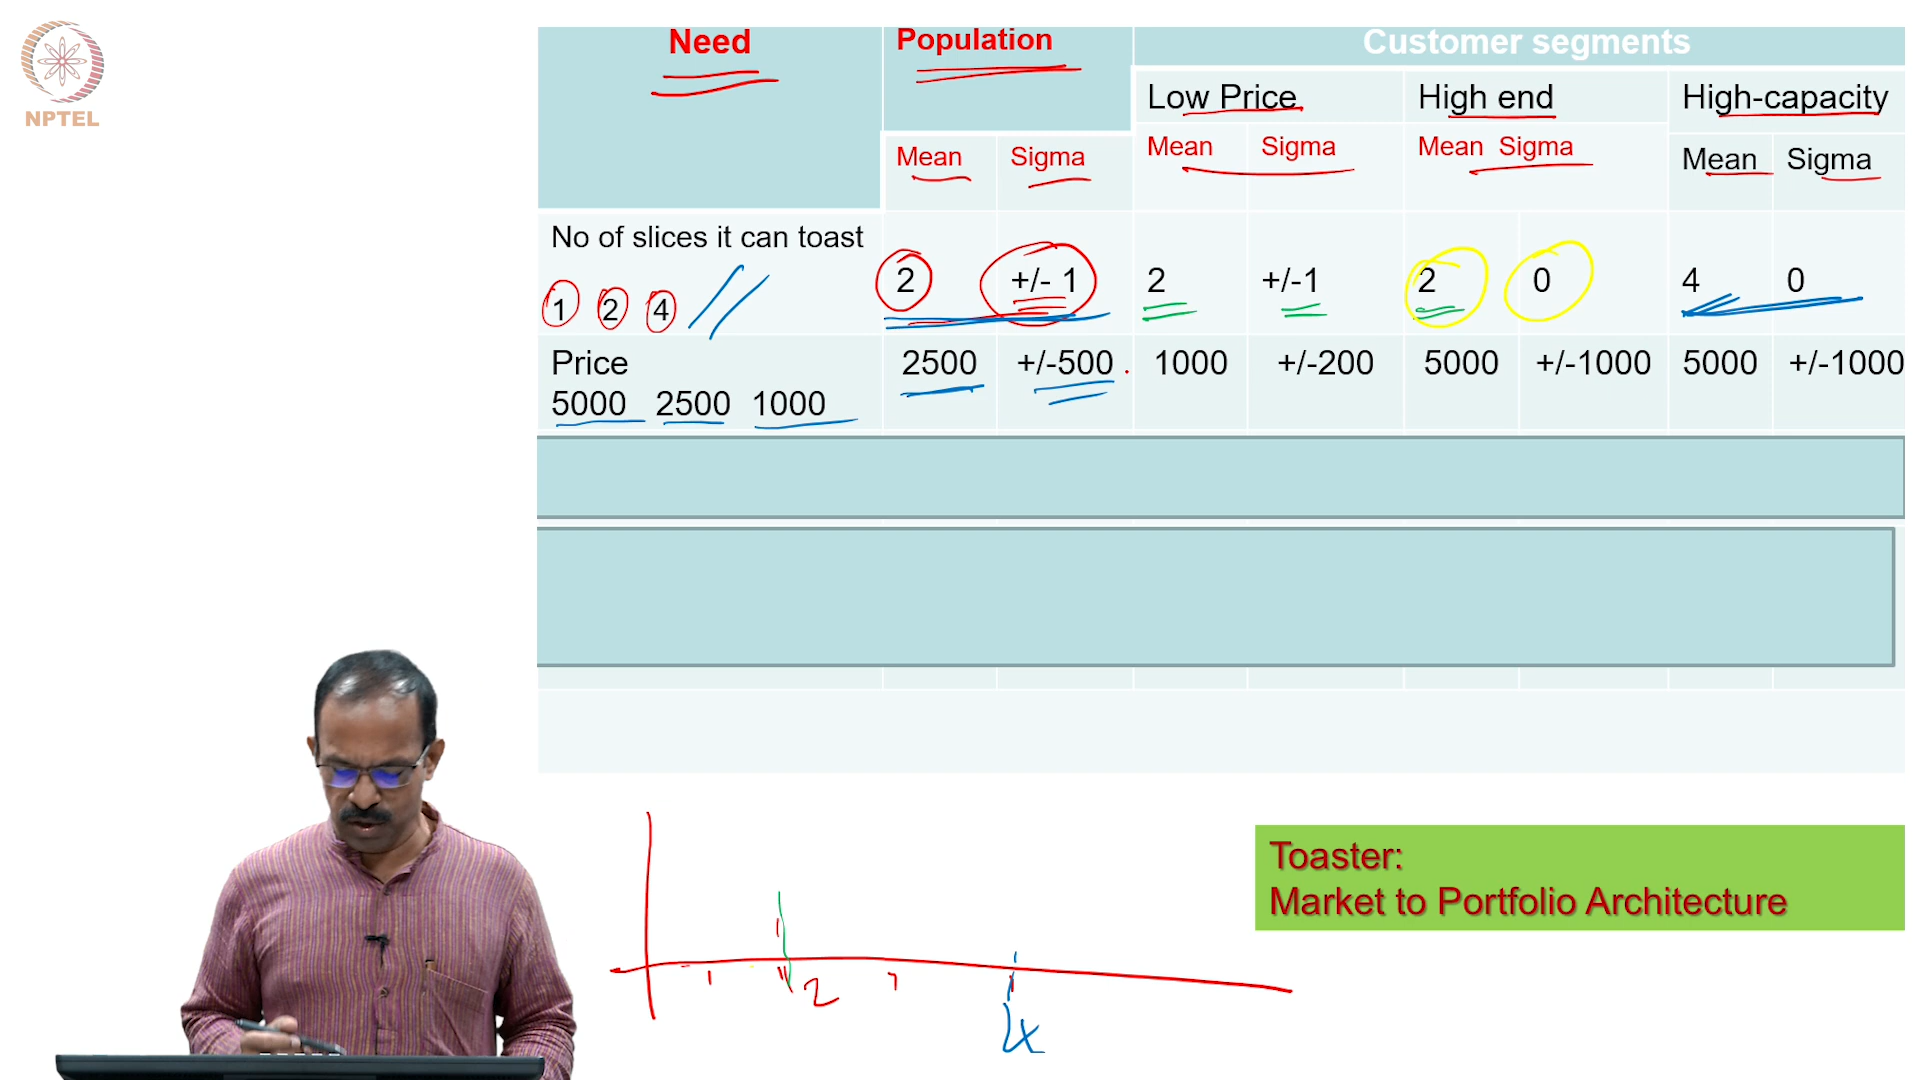 NPTEL
Need Population Customer segments
Low Price High end High-capacity
Mean Sigma Mean Sigma Mean Sigma Mean Sigma
No of slices it can toast
1 2 4 2 +/- 1 2 +/-1 2 0 4 0
Price 2500 +/-500 1000 +/-200 5000 +/-1000 5000 +/-1000
5000 2500 1000
Toaster:
Market to Portfolio Architecture
2
4